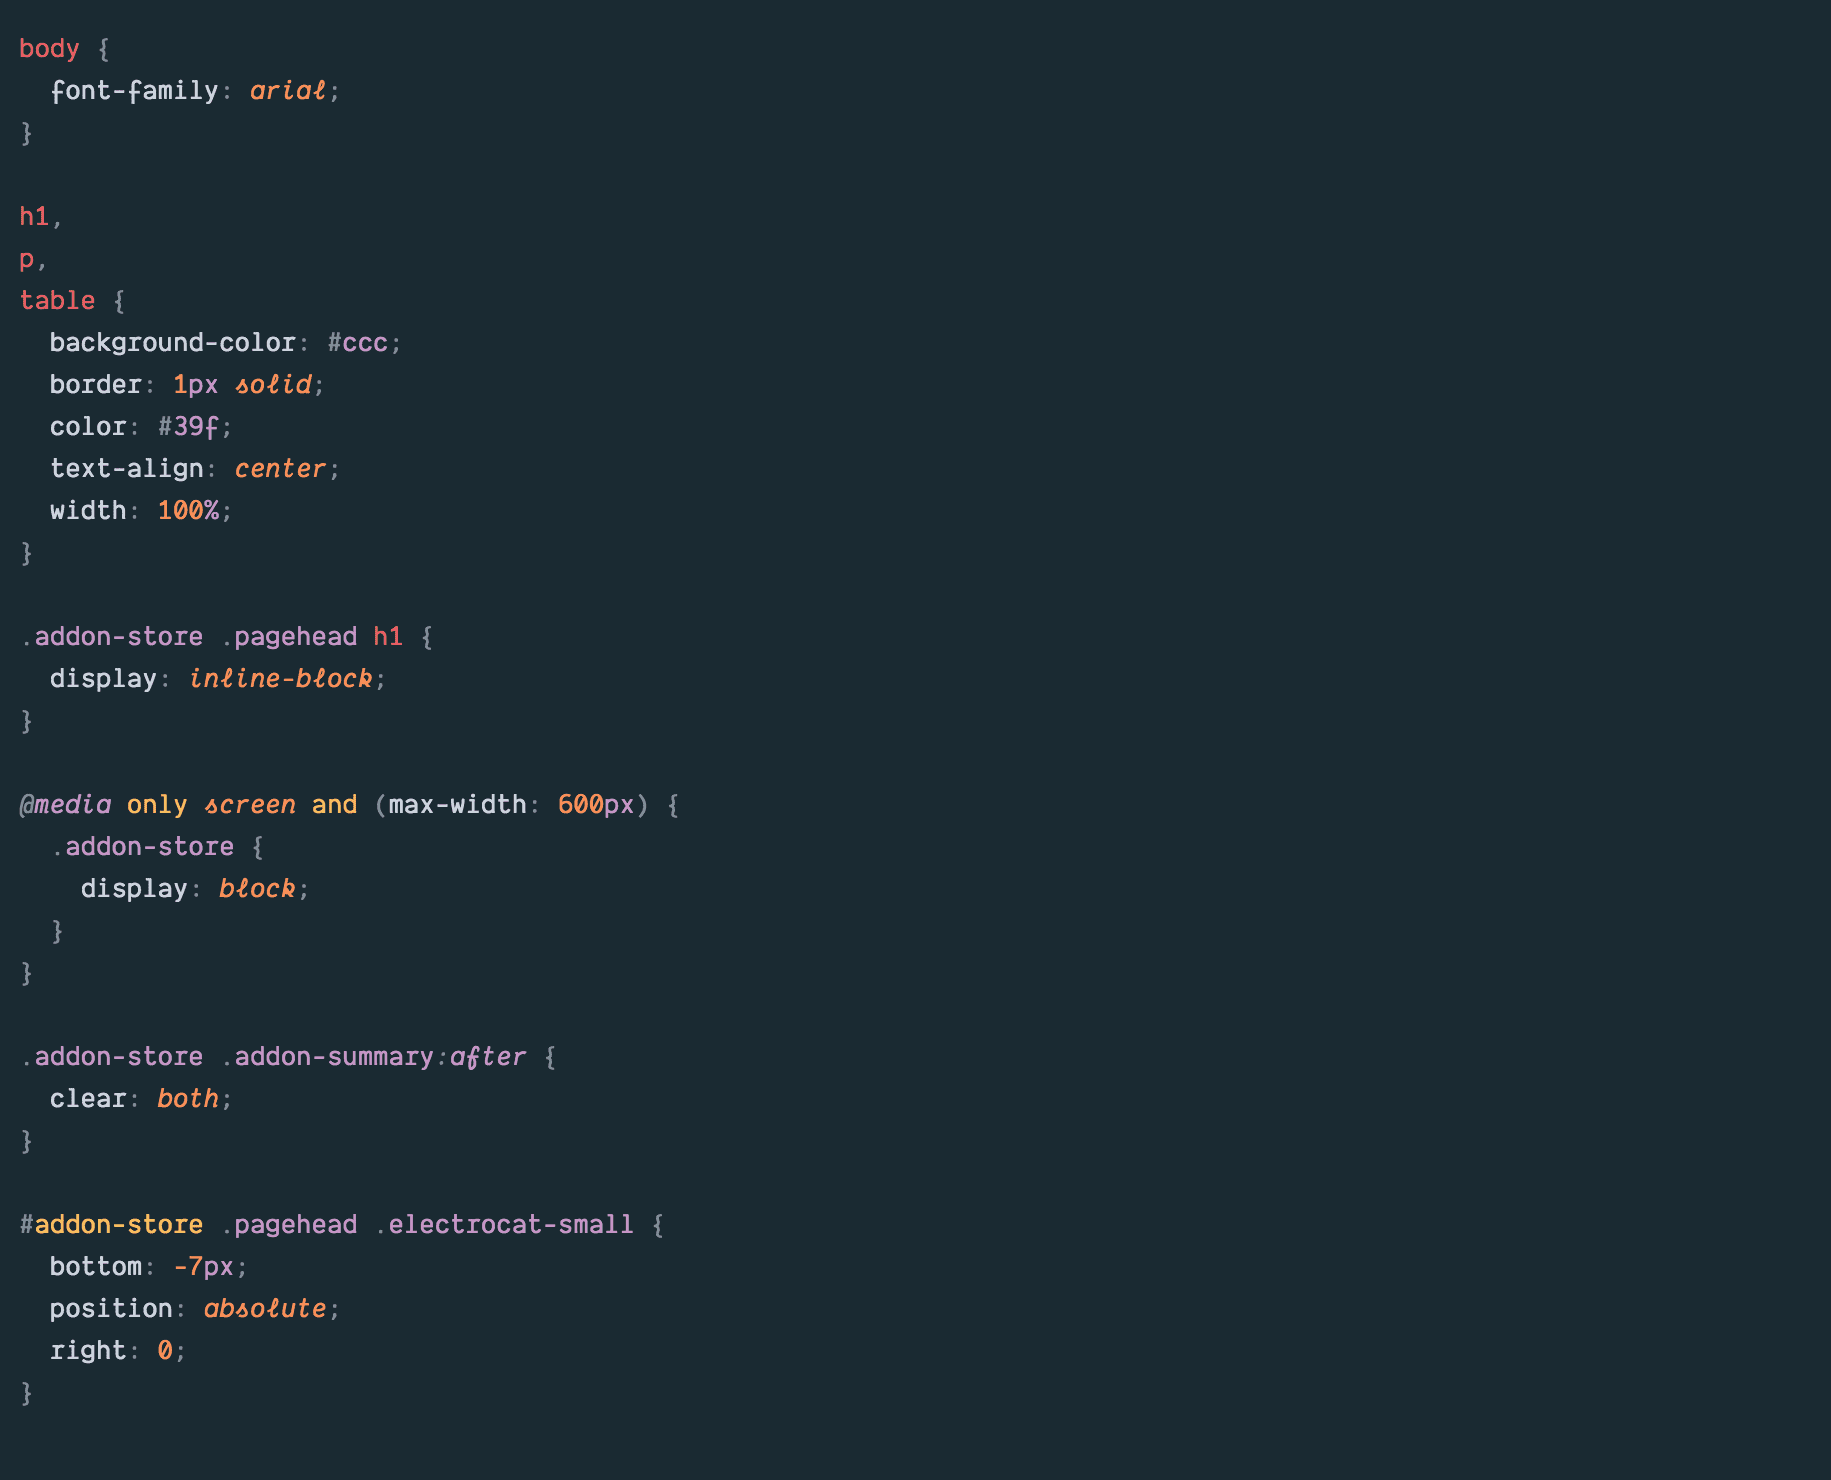 body {
  font-family: arial;
}

h1,
p,
table {
  background-color: #ccc;
  border: 1px solid;
  color: #39f;
  text-align: center;
  width: 100%;
}

.addon-store .pagehead h1 {
  display: inline-block;
}

@media only screen and (max-width: 600px) {
  .addon-store {
    display: block;
  }
}

.addon-store .addon-summary:after {
  clear: both;
}

#addon-store .pagehead .electrocat-small {
  bottom: -7px;
  position: absolute;
  right: 0;
}